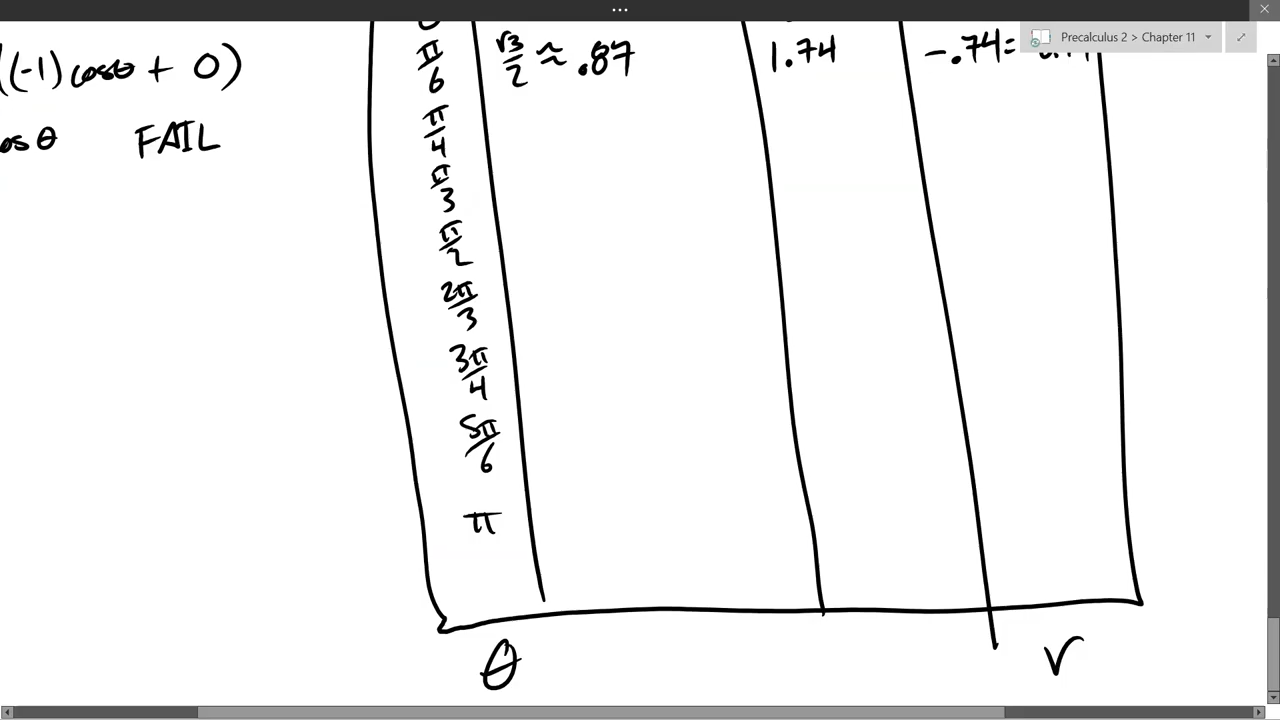 Precalculus 2 > Chapter 11
((-1) cosθ + 0)
π/6 √3/2 ≈ .87 1.74 -.74=
os θ FAIL
π/4
π/3
π/2
2π/3
3π/4
5π/6
π
θ r